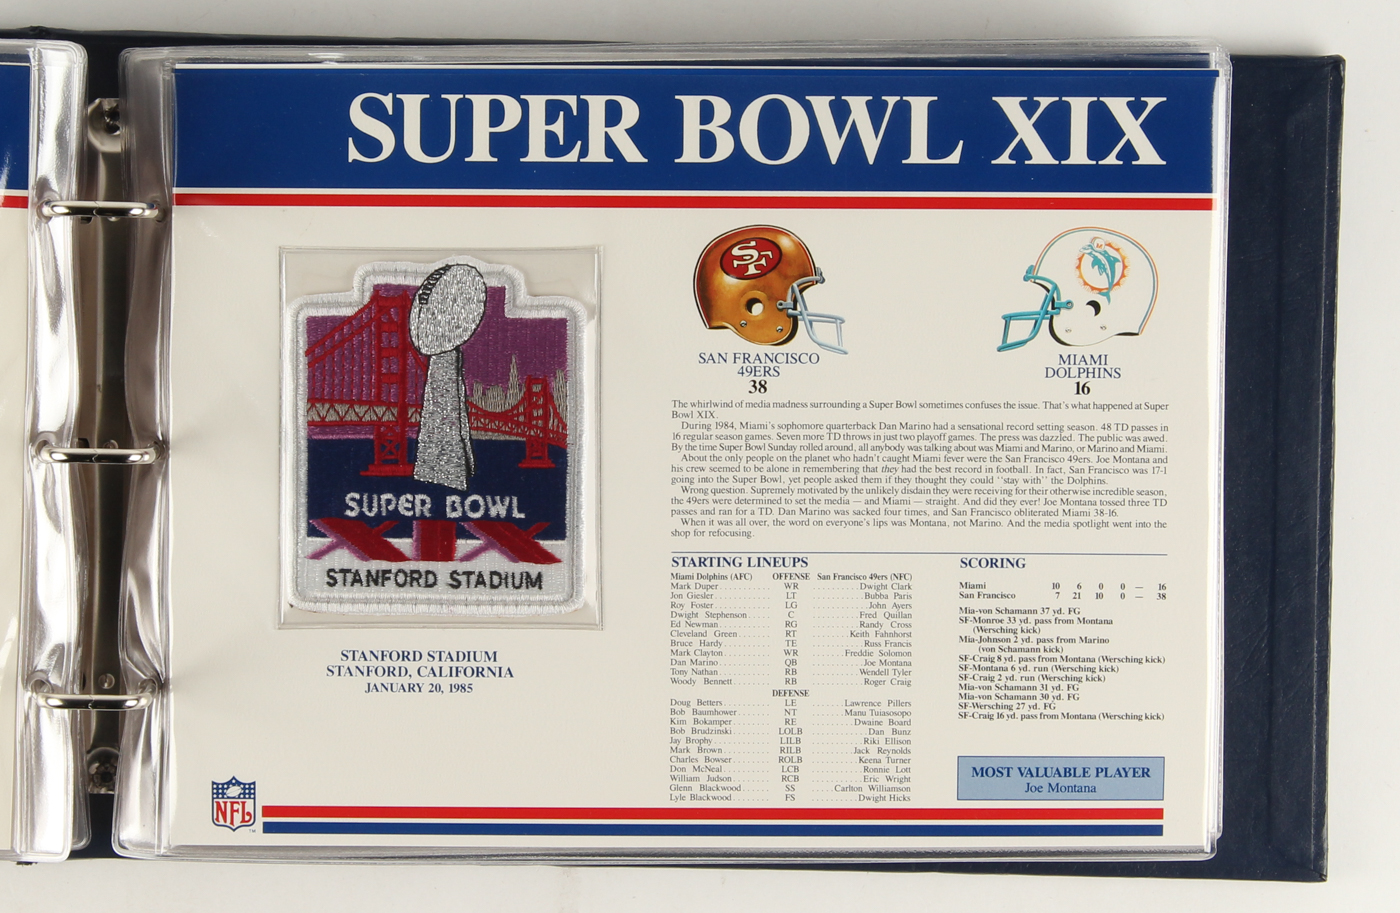 SUPER BOWL XIX
SUPER BOWL
XIX
STANFORD STADIUM
STANFORD STADIUM
STANFORD, CALIFORNIA
JANUARY 20, 1985
NFL
TM
SF
M
SAN FRANCISCO
49ERS
38
MIAMI
DOLPHINS
16
The whirlwind of media madness surrounding a Super Bowl sometimes confuses the issue. That's what happened at Super
Bowl XIX.
During 1984, Miami's sophomore quarterback Dan Marino had a sensational record setting season. 48 TD passes in
16 regular season games. Seven more TD throws in just two playoff games. The press was dazzled. The public was awed.
By the time Super Bowl Sunday rolled around, all anybody was talking about was Miami and Marino, or Marino and Miami.
About the only people on the planet who hadn't caught Miami fever were the San Francisco 49ers. Joe Montana and
his crew seemed to be alone in remembering that they had the best record in football. In fact, San Francisco was 17-1
going into the Super Bowl, yet people asked them if they thought they could "stay with" the Dolphins.
Wrong question. Supremely motivated by the unlikely disdain they were receiving for their otherwise incredible season,
the 49ers were determined to set the media — and Miami — straight. And did they ever! Joe Montana tossed three TD
passes and ran for a TD. Dan Marino was sacked four times, and San Francisco obliterated Miami 38-16.
When it was all over, the word on everyone's lips was Montana, not Marino. And the media spotlight went into the
shop for refocusing.
STARTING LINEUPS
Miami Dolphins (AFC) OFFENSE San Francisco 49ers (NFC)
Mark Duper WR Dwight Clark
Jon Giesler LT Bubba Paris
Roy Foster LG John Ayers
Dwight Stephenson C Fred Quillan
Ed Newman RG Randy Cross
Cleveland Green RT Keith Fahnhorst
Bruce Hardy TE Russ Francis
Mark Clayton WR Freddie Solomon
Dan Marino QB Joe Montana
Tony Nathan RB Wendell Tyler
Woody Bennett RB Roger Craig
DEFENSE
Doug Betters LE Lawrence Pillers
Bob Baumhower NT Manu Tuiasosopo
Kim Bokamper RE Dwaine Board
Bob Brudzinski LOLB Dan Bunz
Jay Brophy LILB Riki Ellison
Mark Brown RILB Jack Reynolds
Charles Bowser ROLB Keena Turner
Don McNeal LCB Ronnie Lott
William Judson RCB Eric Wright
Glenn Blackwood SS Carlton Williamson
Lyle Blackwood FS Dwight Hicks
SCORING
Miami 10 6 0 0 — 16
San Francisco 7 21 10 0 — 38
Mia-von Schamann 37 yd. FG
SF-Monroe 33 yd. pass from Montana
(Wersching kick)
Mia-Johnson 2 yd. pass from Marino
(von Schamann kick)
SF-Craig 8 yd. pass from Montana (Wersching kick)
SF-Montana 6 yd. run (Wersching kick)
SF-Craig 2 yd. run (Wersching kick)
Mia-von Schamann 31 yd. FG
Mia-von Schamann 30 yd. FG
SF-Wersching 27 yd. FG
SF-Craig 16 yd. pass from Montana (Wersching kick)
MOST VALUABLE PLAYER
Joe Montana